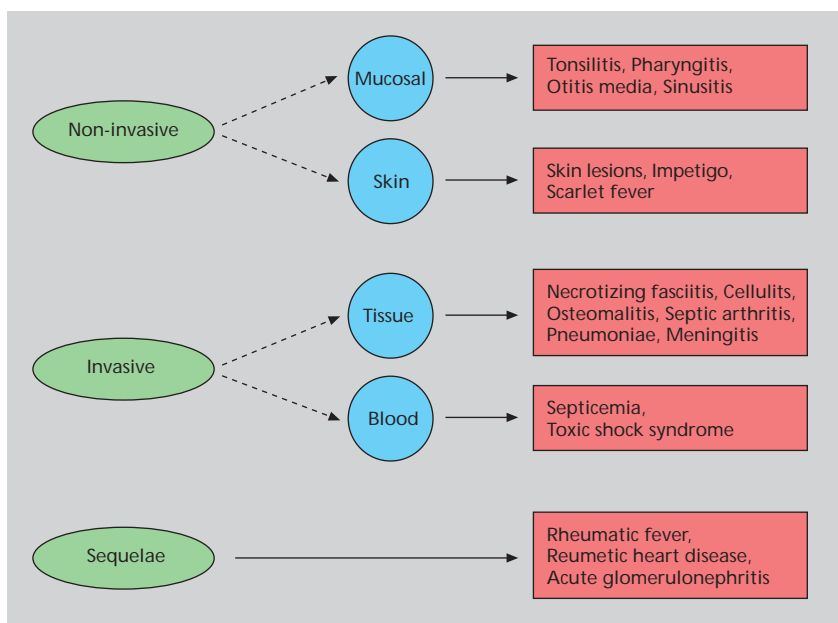 Non-invasive
Mucosal
Tonsilitis, Pharyngitis,
Otitis media, Sinusitis
Skin
Skin lesions, Impetigo,
Scarlet fever
Invasive
Tissue
Necrotizing fasciitis, Cellulits,
Osteomalitis, Septic arthritis,
Pneumoniae, Meningitis
Blood
Septicemia,
Toxic shock syndrome
Sequelae
Rheumatic fever,
Reumetic heart disease,
Acute glomerulonephritis